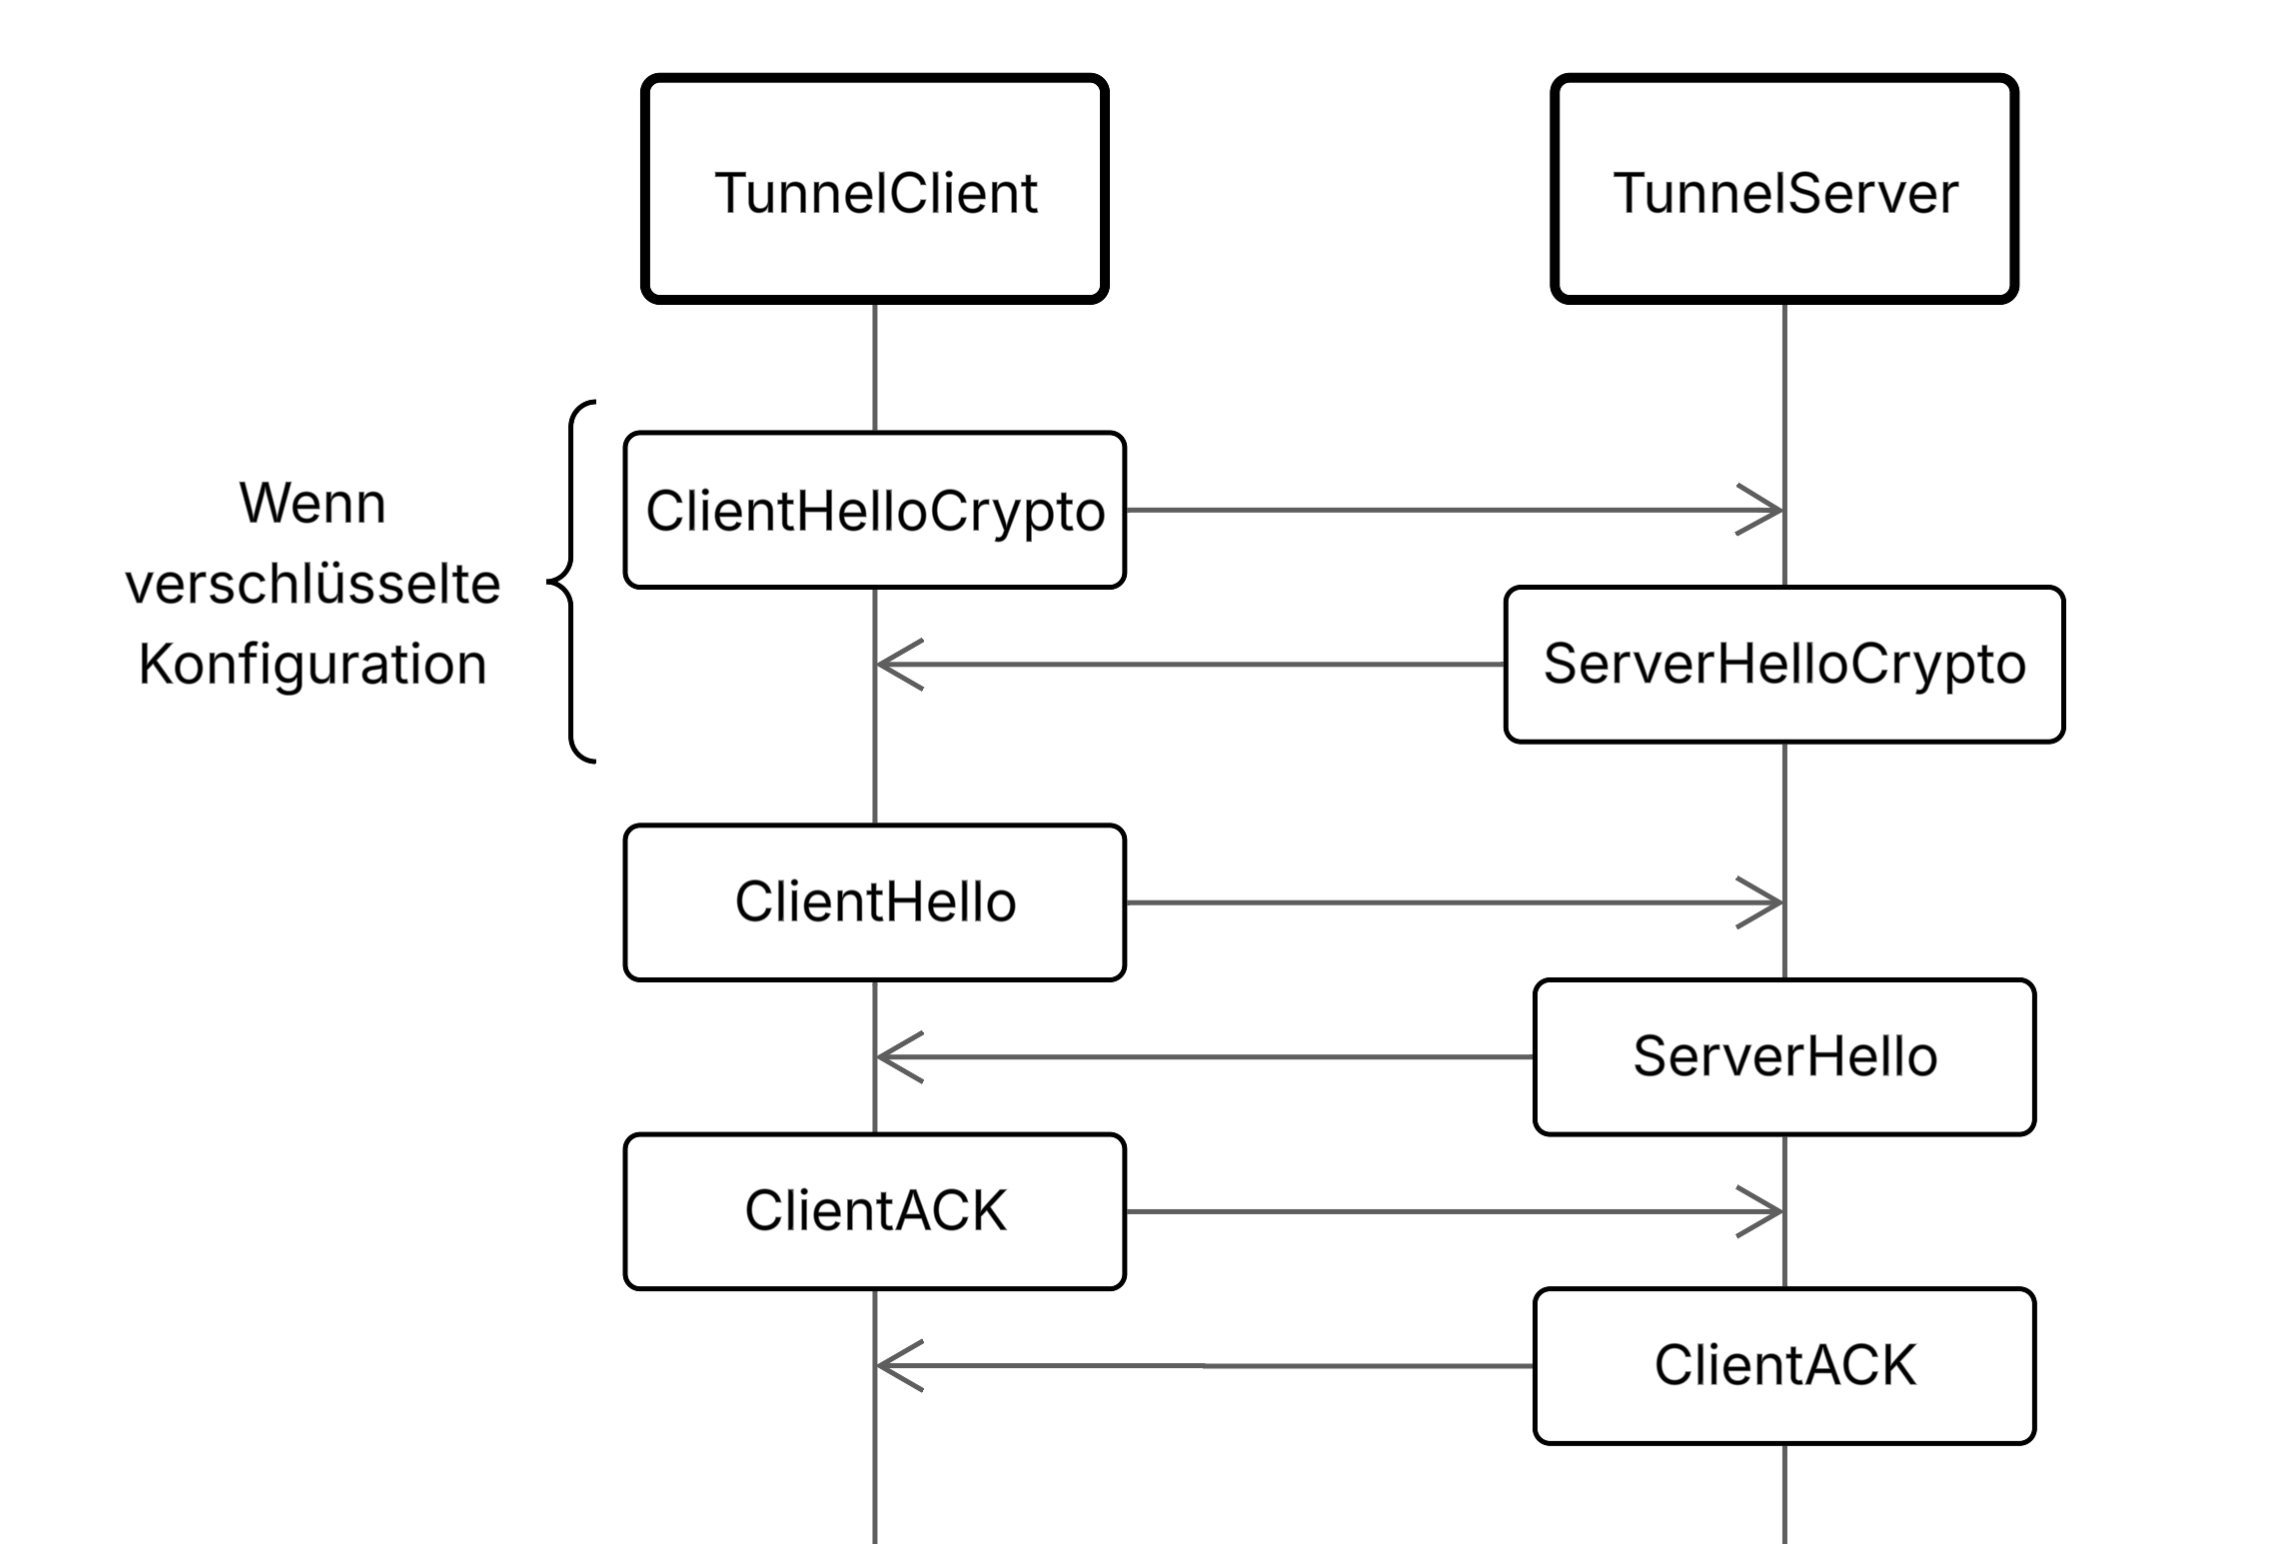 TunnelClient
TunnelServer
Wenn
verschlüsselte
Konfiguration
ClientHelloCrypto
ServerHelloCrypto
ClientHello
ServerHello
ClientACK
ClientACK